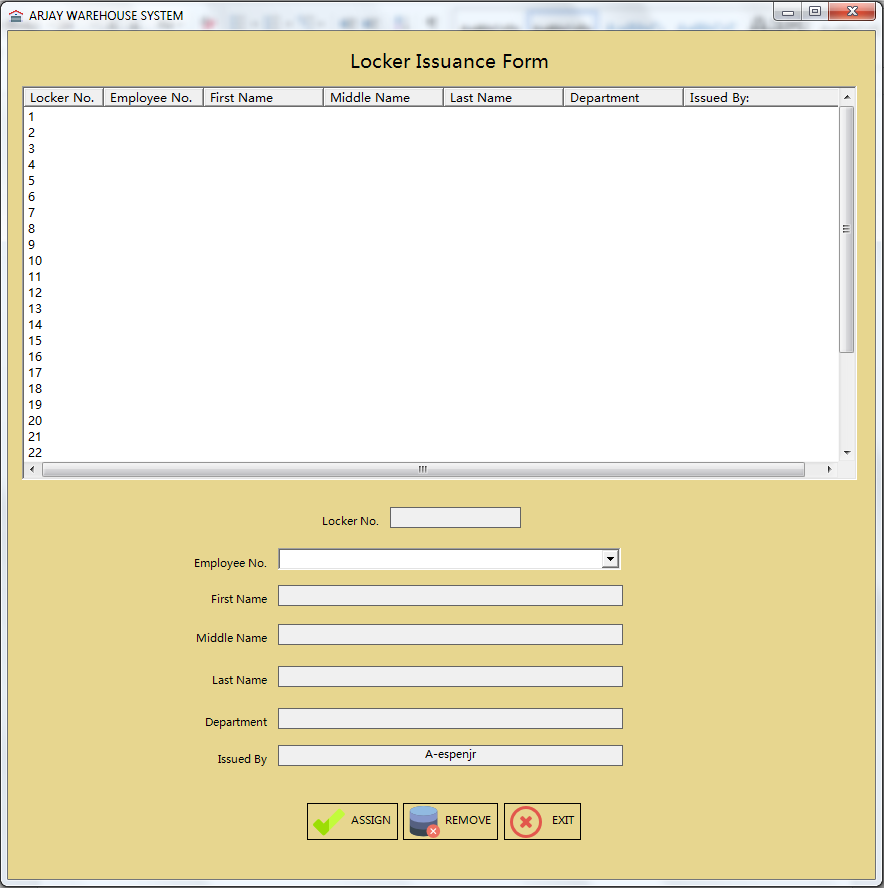 ARJAY WAREHOUSE SYSTEM
Locker Issuance Form
Locker No. Employee No. First Name Middle Name Last Name Department Issued By:
1
2
3
4
5
6
7
8
9
10
11
12
13
14
15
16
17
18
19
20
21
22
Locker No.
Employee No.
First Name
Middle Name
Last Name
Department
Issued By A-espenjr
ASSIGN REMOVE EXIT